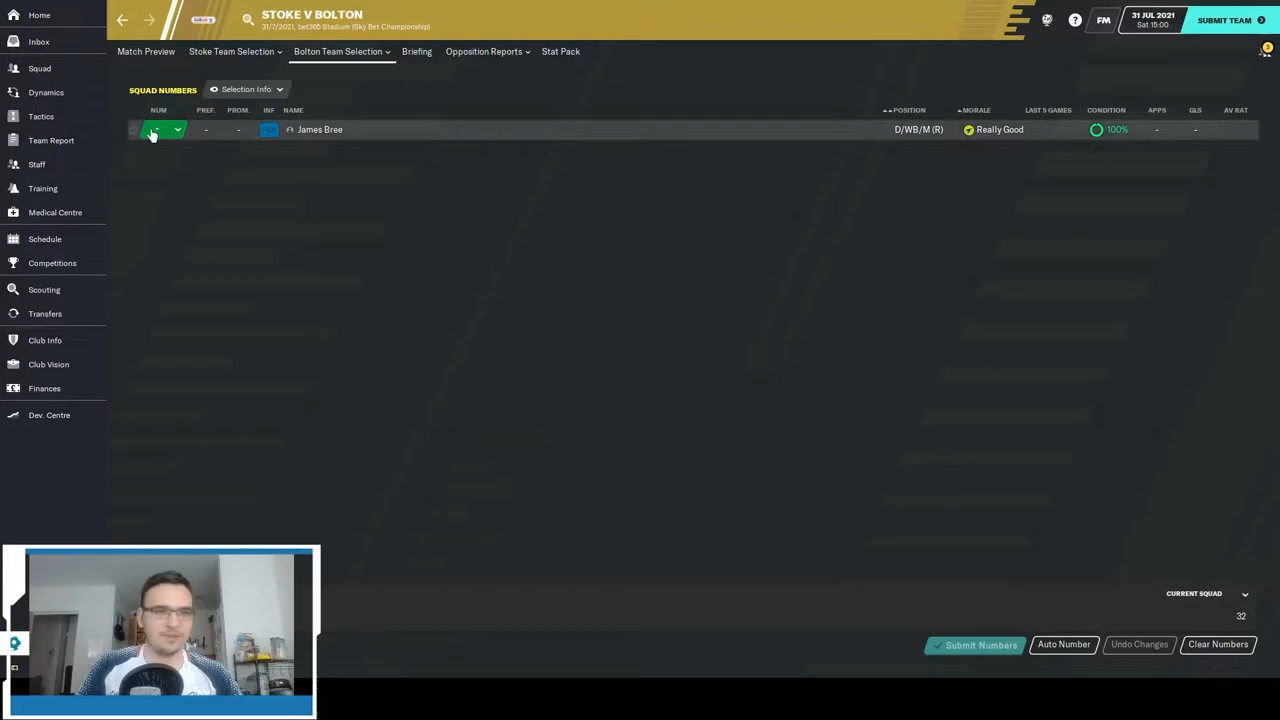 Home
STOKE V BOLTON
31/7/2021, bet365 Stadium (Sky Bet Championship)
FM
31 JUL 2021
Sat 15:00
SUBMIT TEAM
Inbox
Match Preview
Stoke Team Selection
Bolton Team Selection
Briefing
Opposition Reports
Stat Pack
3
Squad
Dynamics
Tactics
Team Report
Staff
Training
Medical Centre
Schedule
Competitions
Scouting
Transfers
Club Info
Club Vision
Finances
Dev. Centre
SQUAD NUMBERS
Selection Info
NUM PREF. PROM. INF NAME POSITION MORALE LAST 5 GAMES CONDITION APPS GLS AV RAT
- - - James Bree D/WB/M (R) Really Good 100% - -
CURRENT SQUAD
32
Submit Numbers
Auto Number
Undo Changes
Clear Numbers